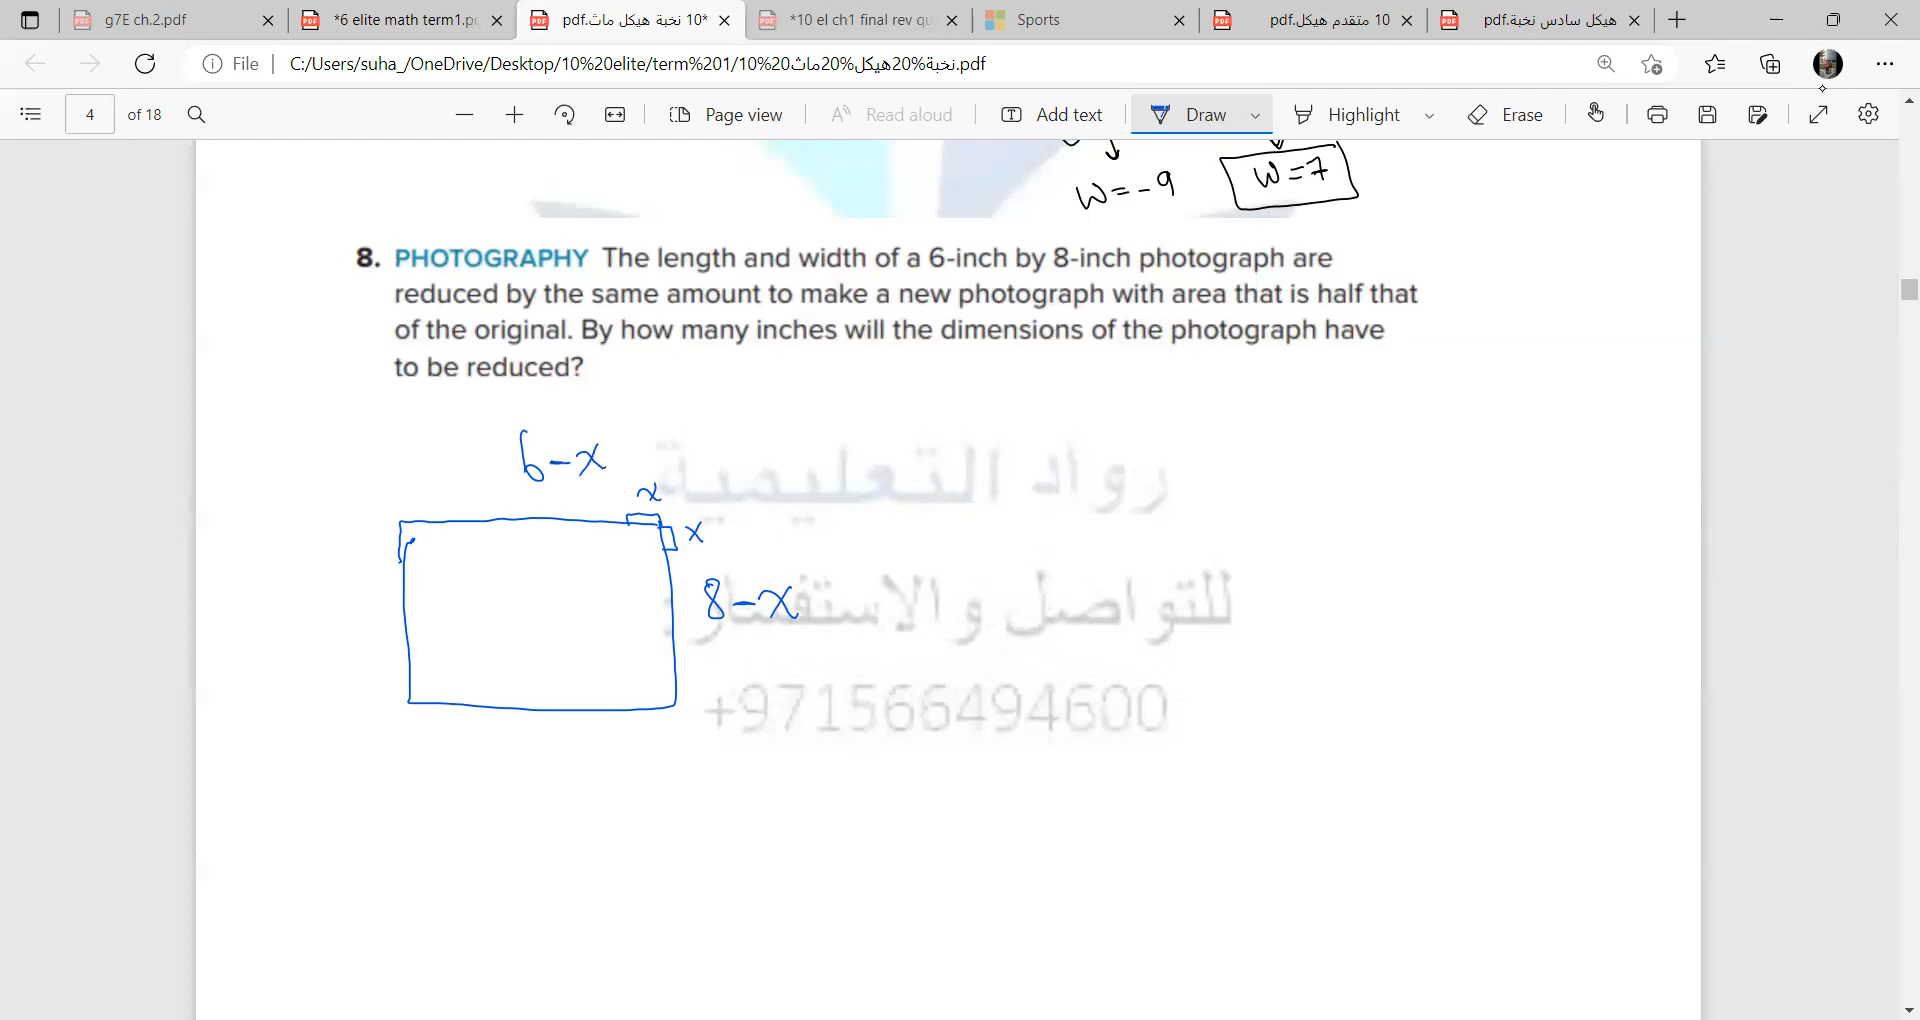 g7E ch.2.pdf
*6 elite math term1.p
*10 نخبة هيكل ماث.pdf
*10 el ch1 final rev qu
Sports
10 متقدم هيكل.pdf
هيكل سادس نخبة.pdf
File C:/Users/suha_/OneDrive/Desktop/10%20elite/term%201/10%20نخبة%20هيكل%20ماث.pdf
4 of 18 Page view Read aloud Add text Draw Highlight Erase
W=-9
W=7
8. PHOTOGRAPHY The length and width of a 6-inch by 8-inch photograph are
reduced by the same amount to make a new photograph with area that is half that
of the original. By how many inches will the dimensions of the photograph have
to be reduced?
6-x
x
x
8-x
رواد التعليمية
للتواصل والاستفسار:
+971566494600